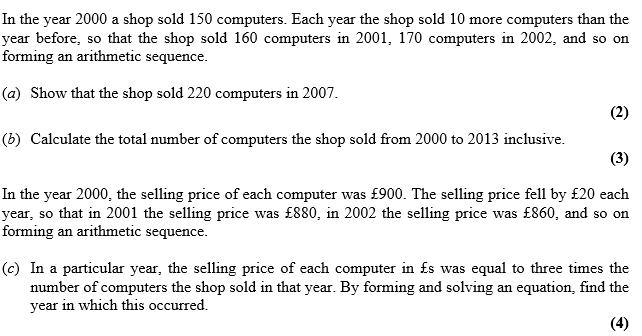 In the year 2000 a shop sold 150 computers. Each year the shop sold 10 more computers than the
year before, so that the shop sold 160 computers in 2001, 170 computers in 2002, and so on
forming an arithmetic sequence.
(a) Show that the shop sold 220 computers in 2007.
(2)
(b) Calculate the total number of computers the shop sold from 2000 to 2013 inclusive.
(3)
In the year 2000, the selling price of each computer was £900. The selling price fell by £20 each
year, so that in 2001 the selling price was £880, in 2002 the selling price was £860, and so on
forming an arithmetic sequence.
(c) In a particular year, the selling price of each computer in £s was equal to three times the
number of computers the shop sold in that year. By forming and solving an equation, find the
year in which this occurred.
(4)